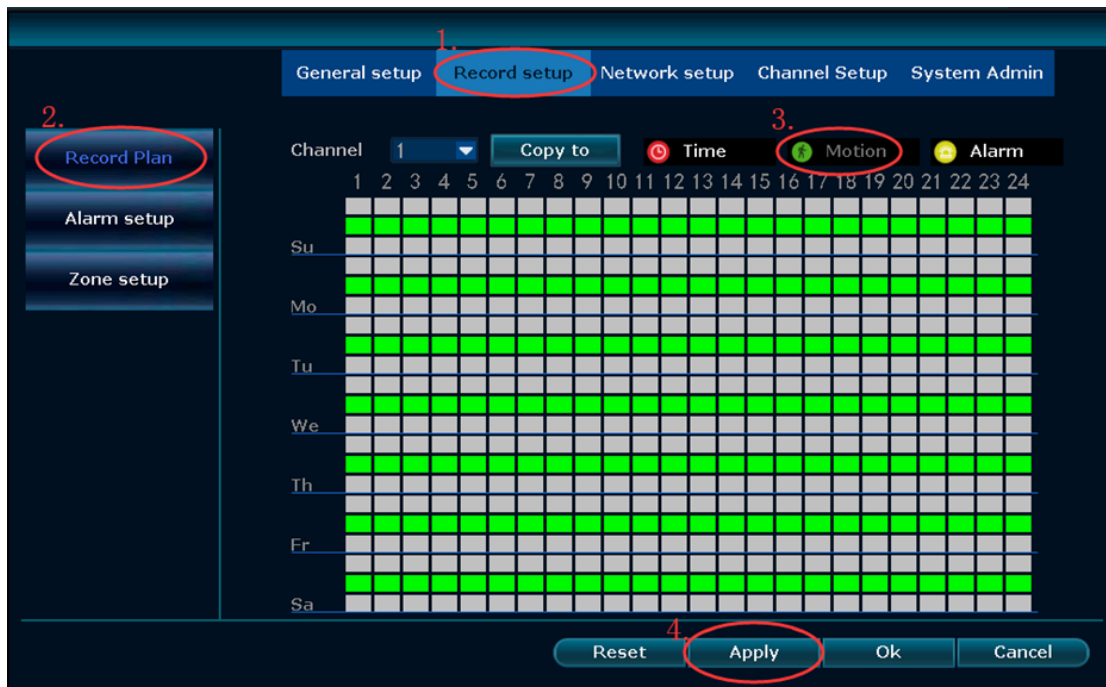 1.
General setup Record setup Network setup Channel Setup System Admin
2.
3.
Record Plan
Channel 1 Copy to Time Motion Alarm
1 2 3 4 5 6 7 8 9 10 11 12 13 14 15 16 17 18 19 20 21 22 23 24
Alarm setup
Su
Zone setup
Mo
Tu
We
Th
Fr
Sa
4.
Reset Apply Ok Cancel